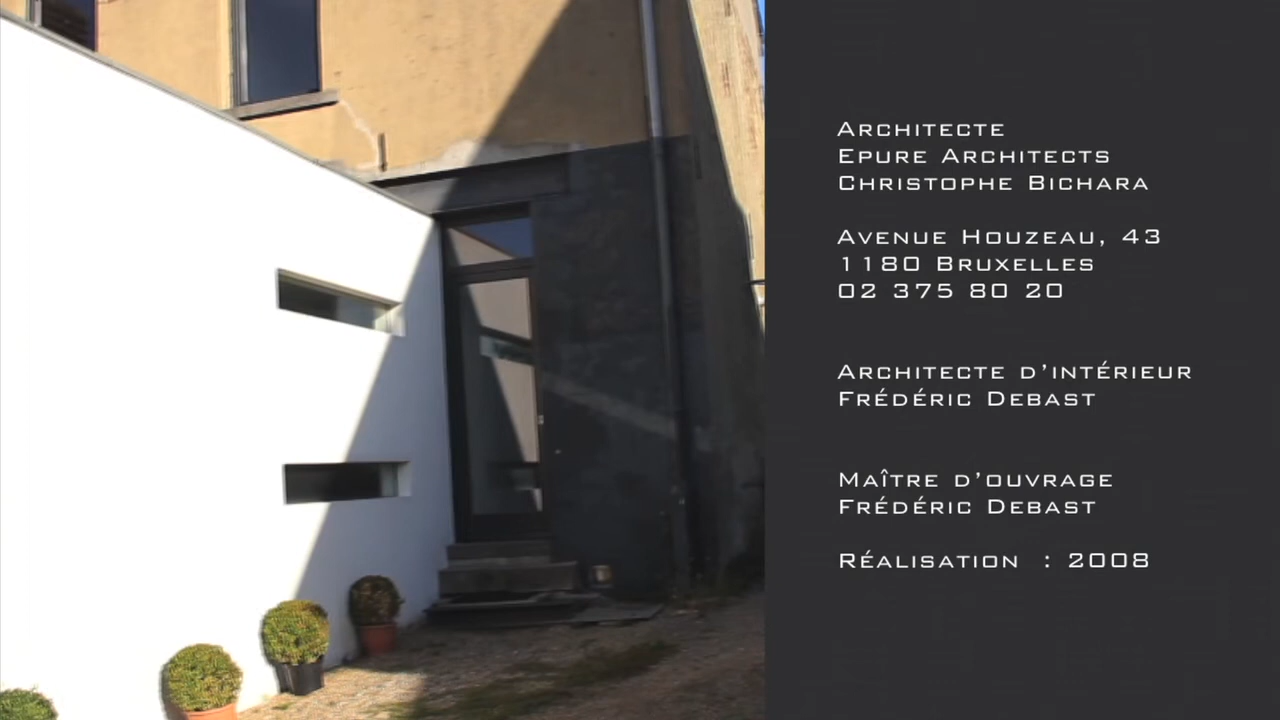 Architecte
Epure Architects
Christophe Bichara
Avenue Houzeau, 43
1180 Bruxelles
02 375 80 20
Architecte d'intérieur
Frédéric Debast
Maître d'ouvrage
Frédéric Debast
Réalisation : 2008